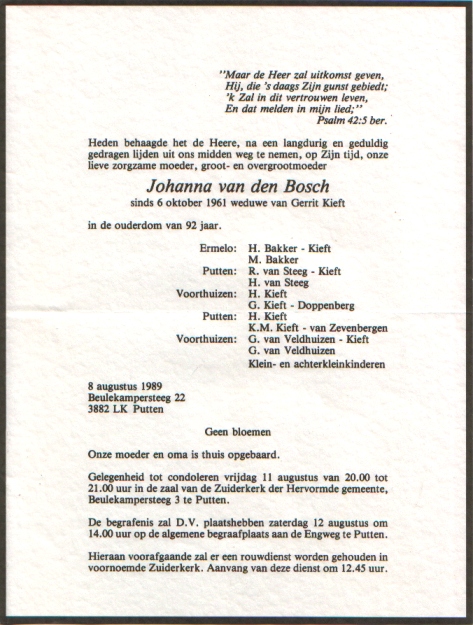 "Maar de Heer zal uitkomst geven,
Hij, die 's daags Zijn gunst gebiedt;
'k Zal in dit vertrouwen leven,
En dat melden in mijn lied;"
Psalm 42:5 ber.
Heden behaagde het de Heere, na een langdurig en geduldig
gedragen lijden uit ons midden weg te nemen, op Zijn tijd, onze
lieve zorgzame moeder, groot- en overgrootmoeder
Johanna van den Bosch
sinds 6 oktober 1961 weduwe van Gerrit Kieft
in de ouderdom van 92 jaar.
Ermelo: H. Bakker - Kieft
M. Bakker
Putten: R. van Steeg - Kieft
H. van Steeg
Voorthuizen: H. Kieft
G. Kieft - Doppenberg
Putten: H. Kieft
K.M. Kieft - van Zevenbergen
Voorthuizen: G. van Veldhuizen - Kieft
G. van Veldhuizen
Klein- en achterkleinkinderen
8 augustus 1989
Beulekampersteeg 22
3882 LK Putten
Geen bloemen
Onze moeder en oma is thuis opgebaard.
Gelegenheid tot condoleren vrijdag 11 augustus van 20.00 tot
21.00 uur in de zaal van de Zuiderkerk der Hervormde gemeente,
Beulekampersteeg 3 te Putten.
De begrafenis zal D.V. plaatshebben zaterdag 12 augustus om
14.00 uur op de algemene begraafplaats aan de Engweg te Putten.
Hieraan voorafgaande zal er een rouwdienst worden gehouden in
voornoemde Zuiderkerk. Aanvang van deze dienst om 12.45 uur.